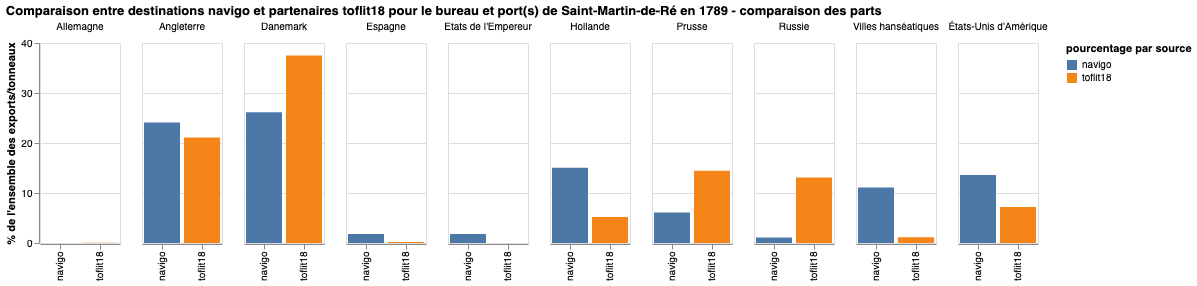 Comparaison entre destinations navigo et partenaires toflit18 pour le bureau et port(s) de Saint-Martin-de-Ré en 1789 - comparaison des parts
Allemagne Angleterre Danemark Espagne Etats de l'Empereur Hollande Prusse Russie Villes hanséatiques États-Unis d'Amérique
% de l'ensemble des exports/tonneaux
40
30
20
10
0
navigo toflit18 navigo toflit18 navigo toflit18 navigo toflit18 navigo toflit18 navigo toflit18 navigo toflit18 navigo toflit18 navigo toflit18 navigo toflit18
pourcentage par source
navigo
toflit18